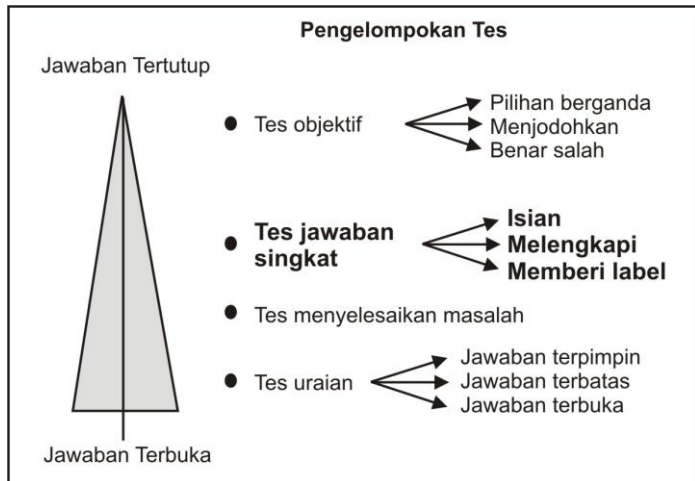 Pengelompokan Tes
Jawaban Tertutup
Tes objektif
Pilihan berganda
Menjodohkan
Benar salah
Tes jawaban
singkat
Isian
Melengkapi
Memberi label
Tes menyelesaikan masalah
Tes uraian
Jawaban terpimpin
Jawaban terbatas
Jawaban terbuka
Jawaban Terbuka